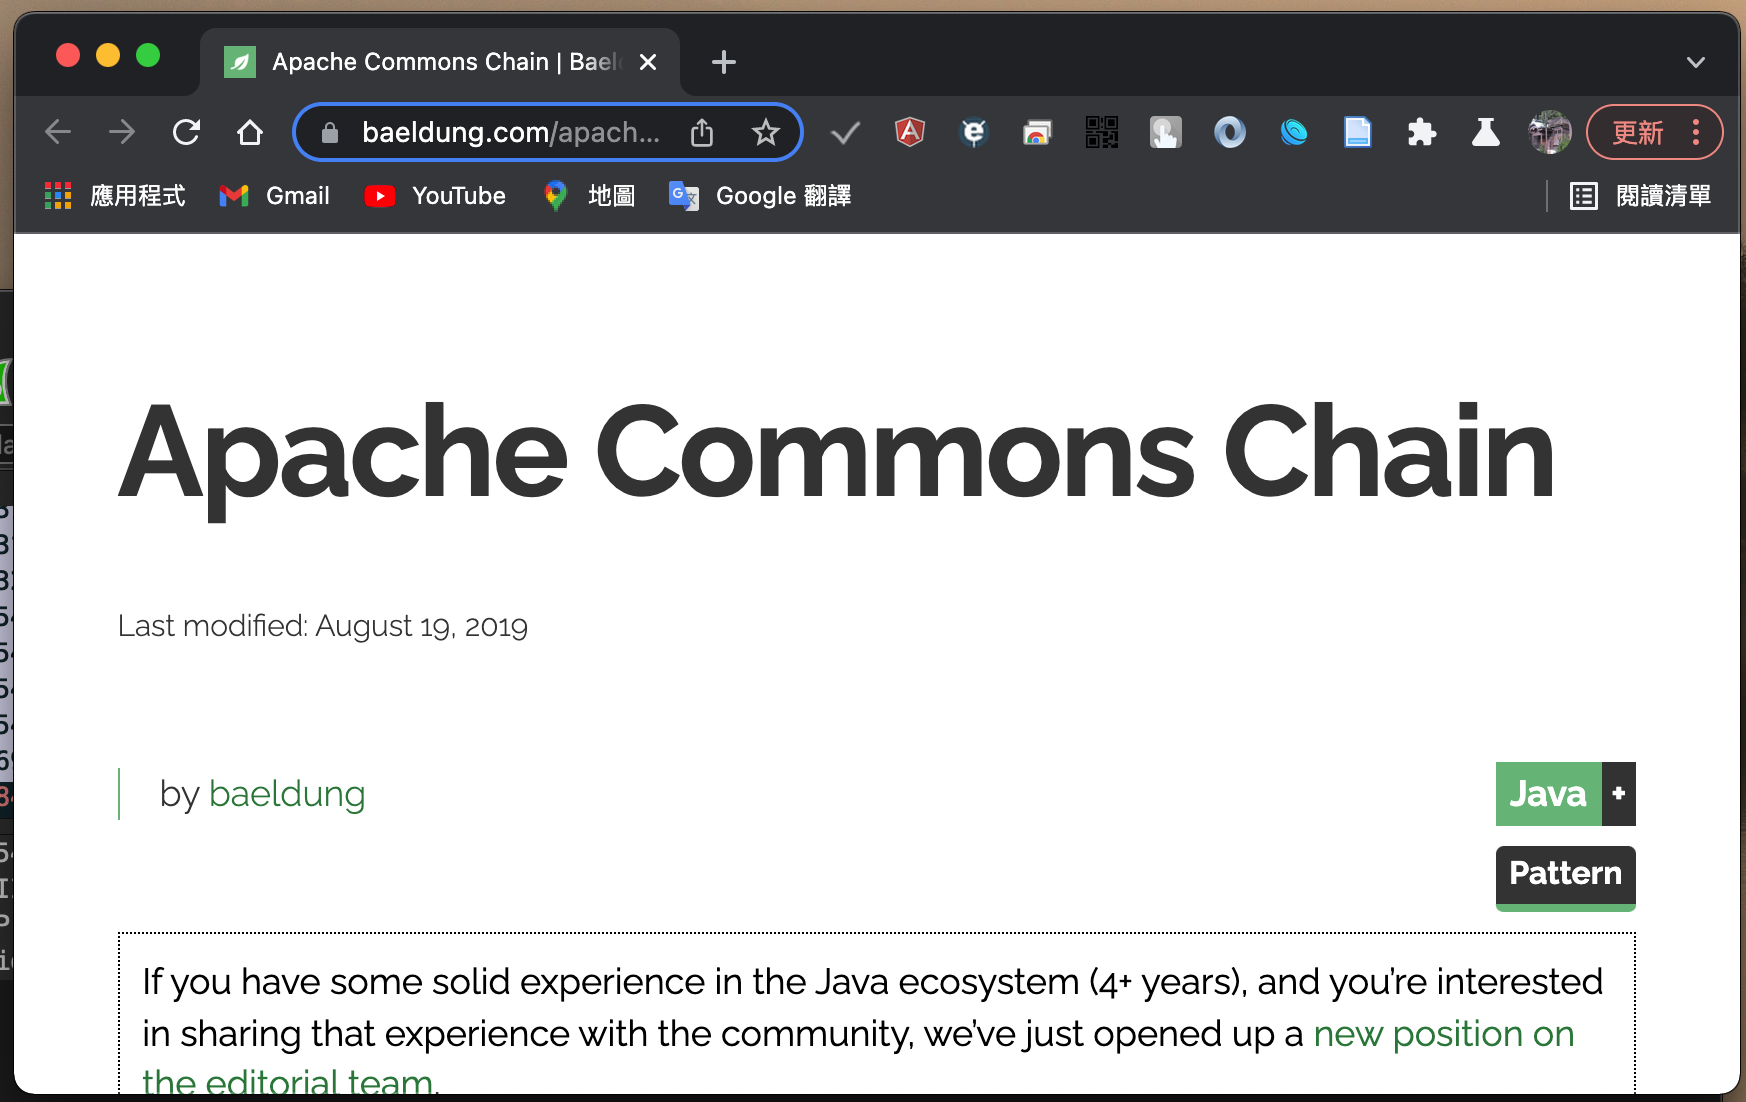 Apache Commons Chain | Bael
baeldung.com/apach...
更新
應用程式
Gmail
YouTube
地圖
Google 翻譯
閱讀清單
Apache Commons Chain
Last modified: August 19, 2019
by baeldung
Java +
Pattern
If you have some solid experience in the Java ecosystem (4+ years), and you’re interested
in sharing that experience with the community, we’ve just opened up a new position on
the editorial team.